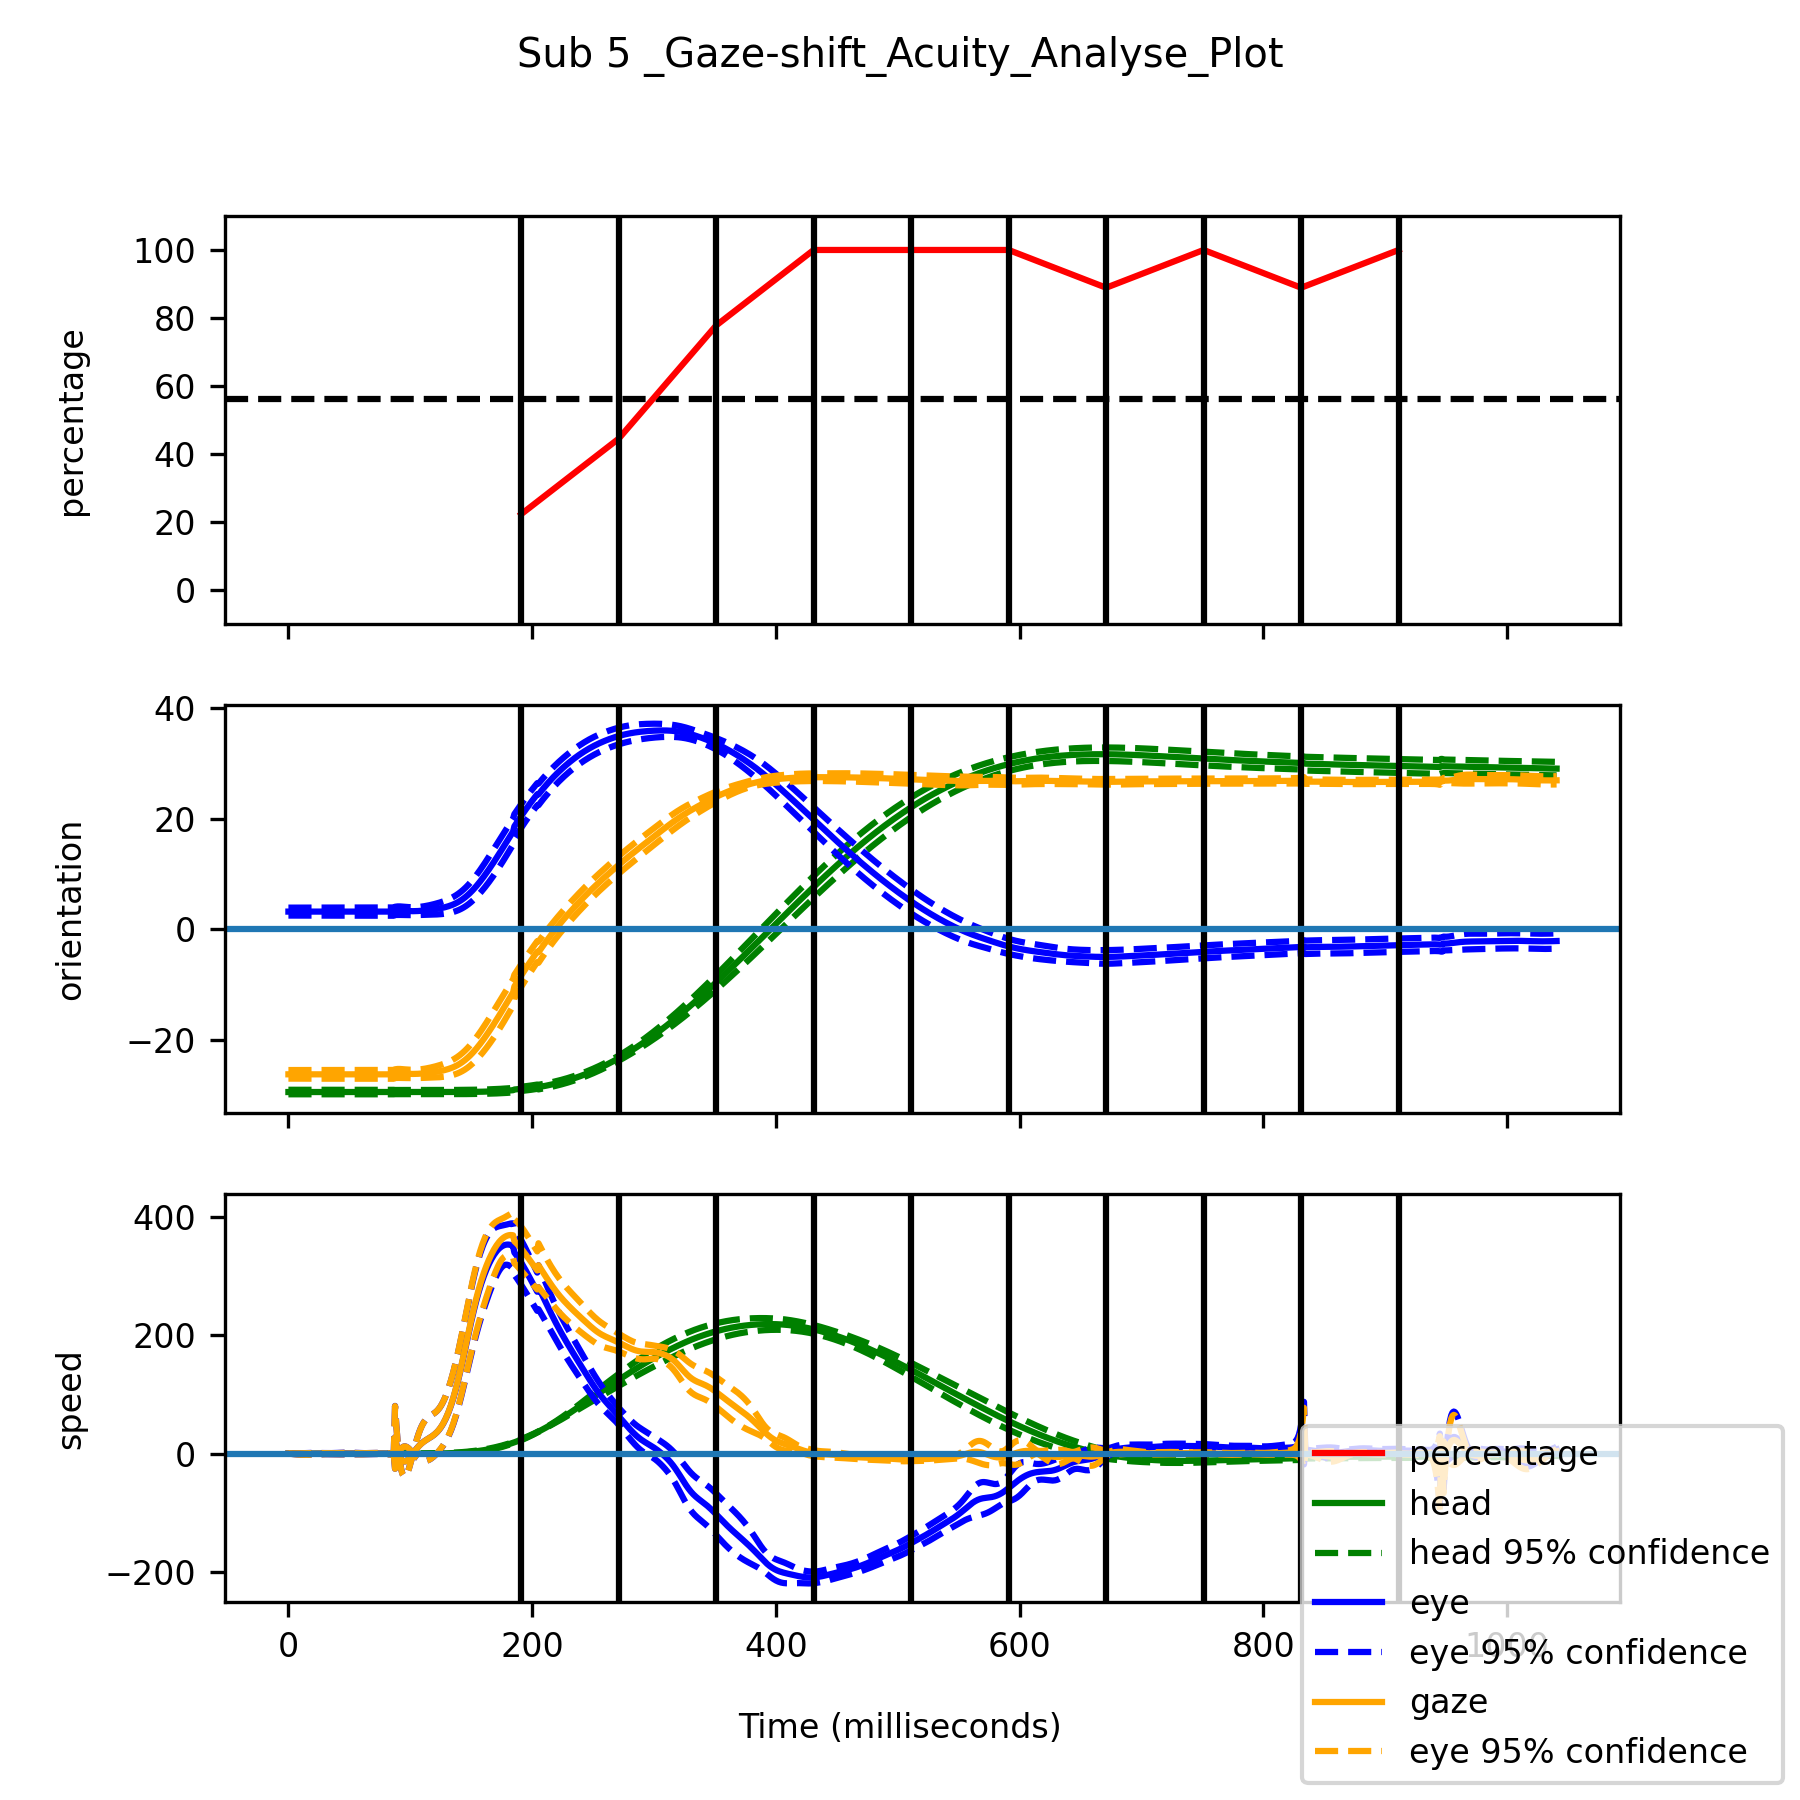 Sub 5 _Gaze-shift_Acuity_Analyse_Plot
100
80
60
40
20
0
percentage
40
20
0
−20
orientation
400
200
0
−200
speed
0 200 400 600 800 1000
Time (milliseconds)
percentage
head
head 95% confidence
eye
eye 95% confidence
gaze
eye 95% confidence